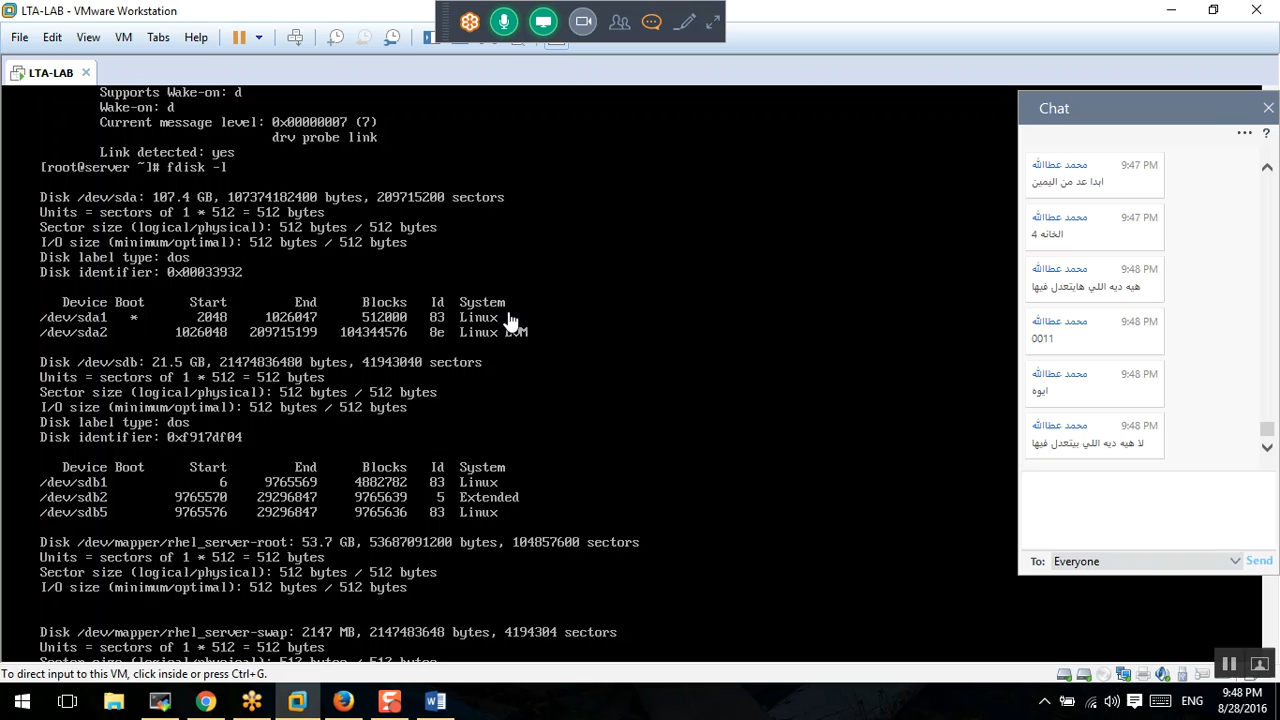 LTA-LAB - VMware Workstation
File Edit View VM Tabs Help
LTA-LAB
Supports Wake-on: d
Wake-on: d
Current message level: 0x00000007 (7)
drv probe link
Link detected: yes
[root@server ~]# fdisk -l
Disk /dev/sda: 107.4 GB, 107374182400 bytes, 209715200 sectors
Units = sectors of 1 * 512 = 512 bytes
Sector size (logical/physical): 512 bytes / 512 bytes
I/O size (minimum/optimal): 512 bytes / 512 bytes
Disk label type: dos
Disk identifier: 0x00033932
Device Boot Start End Blocks Id System
/dev/sda1 * 2048 1026047 512000 83 Linux
/dev/sda2 1026048 209715199 104344576 8e Linux LVM
Disk /dev/sdb: 21.5 GB, 21474836480 bytes, 41943040 sectors
Units = sectors of 1 * 512 = 512 bytes
Sector size (logical/physical): 512 bytes / 512 bytes
I/O size (minimum/optimal): 512 bytes / 512 bytes
Disk label type: dos
Disk identifier: 0xf917df04
Device Boot Start End Blocks Id System
/dev/sdb1 6 9765569 4882782 83 Linux
/dev/sdb2 9765570 29296847 9765639 5 Extended
/dev/sdb5 9765576 29296847 9765636 83 Linux
Disk /dev/mapper/rhel_server-root: 53.7 GB, 53687091200 bytes, 104857600 sectors
Units = sectors of 1 * 512 = 512 bytes
Sector size (logical/physical): 512 bytes / 512 bytes
I/O size (minimum/optimal): 512 bytes / 512 bytes
Disk /dev/mapper/rhel_server-swap: 2147 MB, 2147483648 bytes, 4194304 sectors
Units = sectors of 1 * 512 = 512 bytes
Sector size (logical/physical): 512 bytes / 512 bytes
Chat
محمد عطاالله 9:47 PM
ابدا عد من اليمين
محمد عطاالله 9:47 PM
الخانه 4
محمد عطاالله 9:48 PM
هيه ديه اللي هايتعدل فيها
محمد عطاالله 9:48 PM
0011
محمد عطاالله 9:48 PM
ايوه
محمد عطاالله 9:48 PM
لا هيه ديه اللي بيتعدل فيها
To: Everyone Send
To direct input to this VM, click inside or press Ctrl+G.
ENG
9:48 PM
8/28/2016